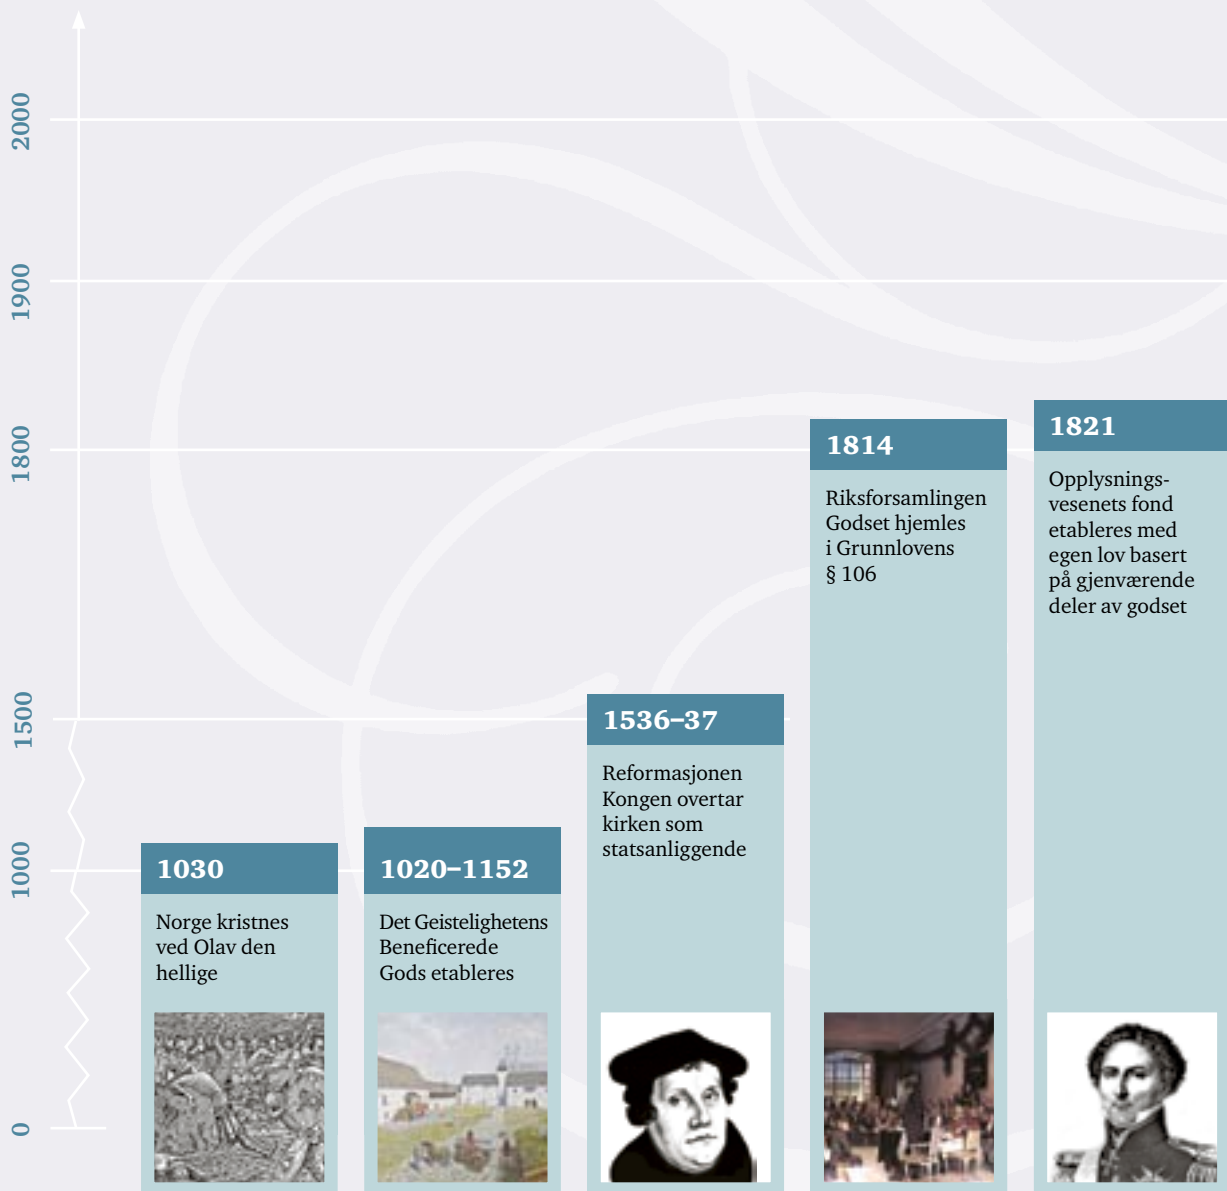 2000
1900
1800
1500
1000
0
1030
Norge kristnes
ved Olav den
hellige
1020–1152
Det Geistelighetens
Beneficerede
Gods etableres
1536–37
Reformasjonen
Kongen overtar
kirken som
statsanliggende
1814
Riksforsamlingen
Godset hjemles
i Grunnlovens
§ 106
1821
Opplysnings-
vesenets fond
etableres med
egen lov basert
på gjenværende
deler av godset